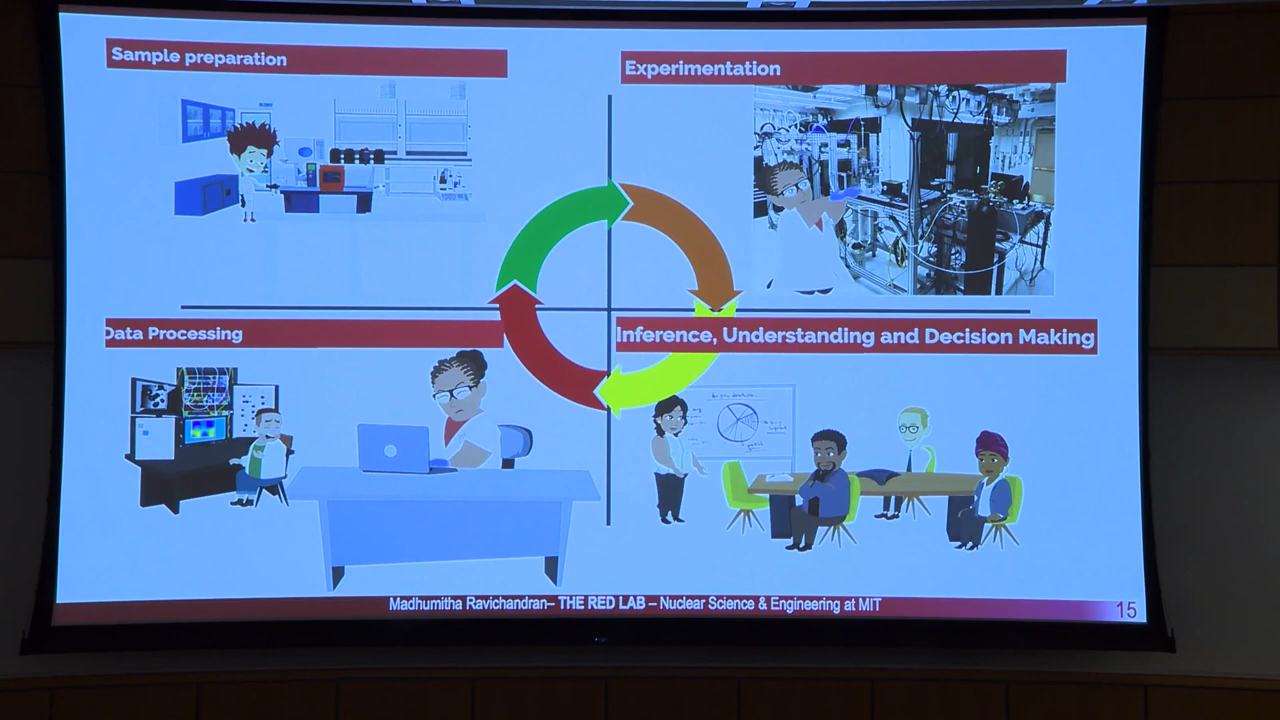 Sample preparation
Experimentation
Data Processing
Inference, Understanding and Decision Making
Madhumitha Ravichandran– THE RED LAB – Nuclear Science & Engineering at MIT
15